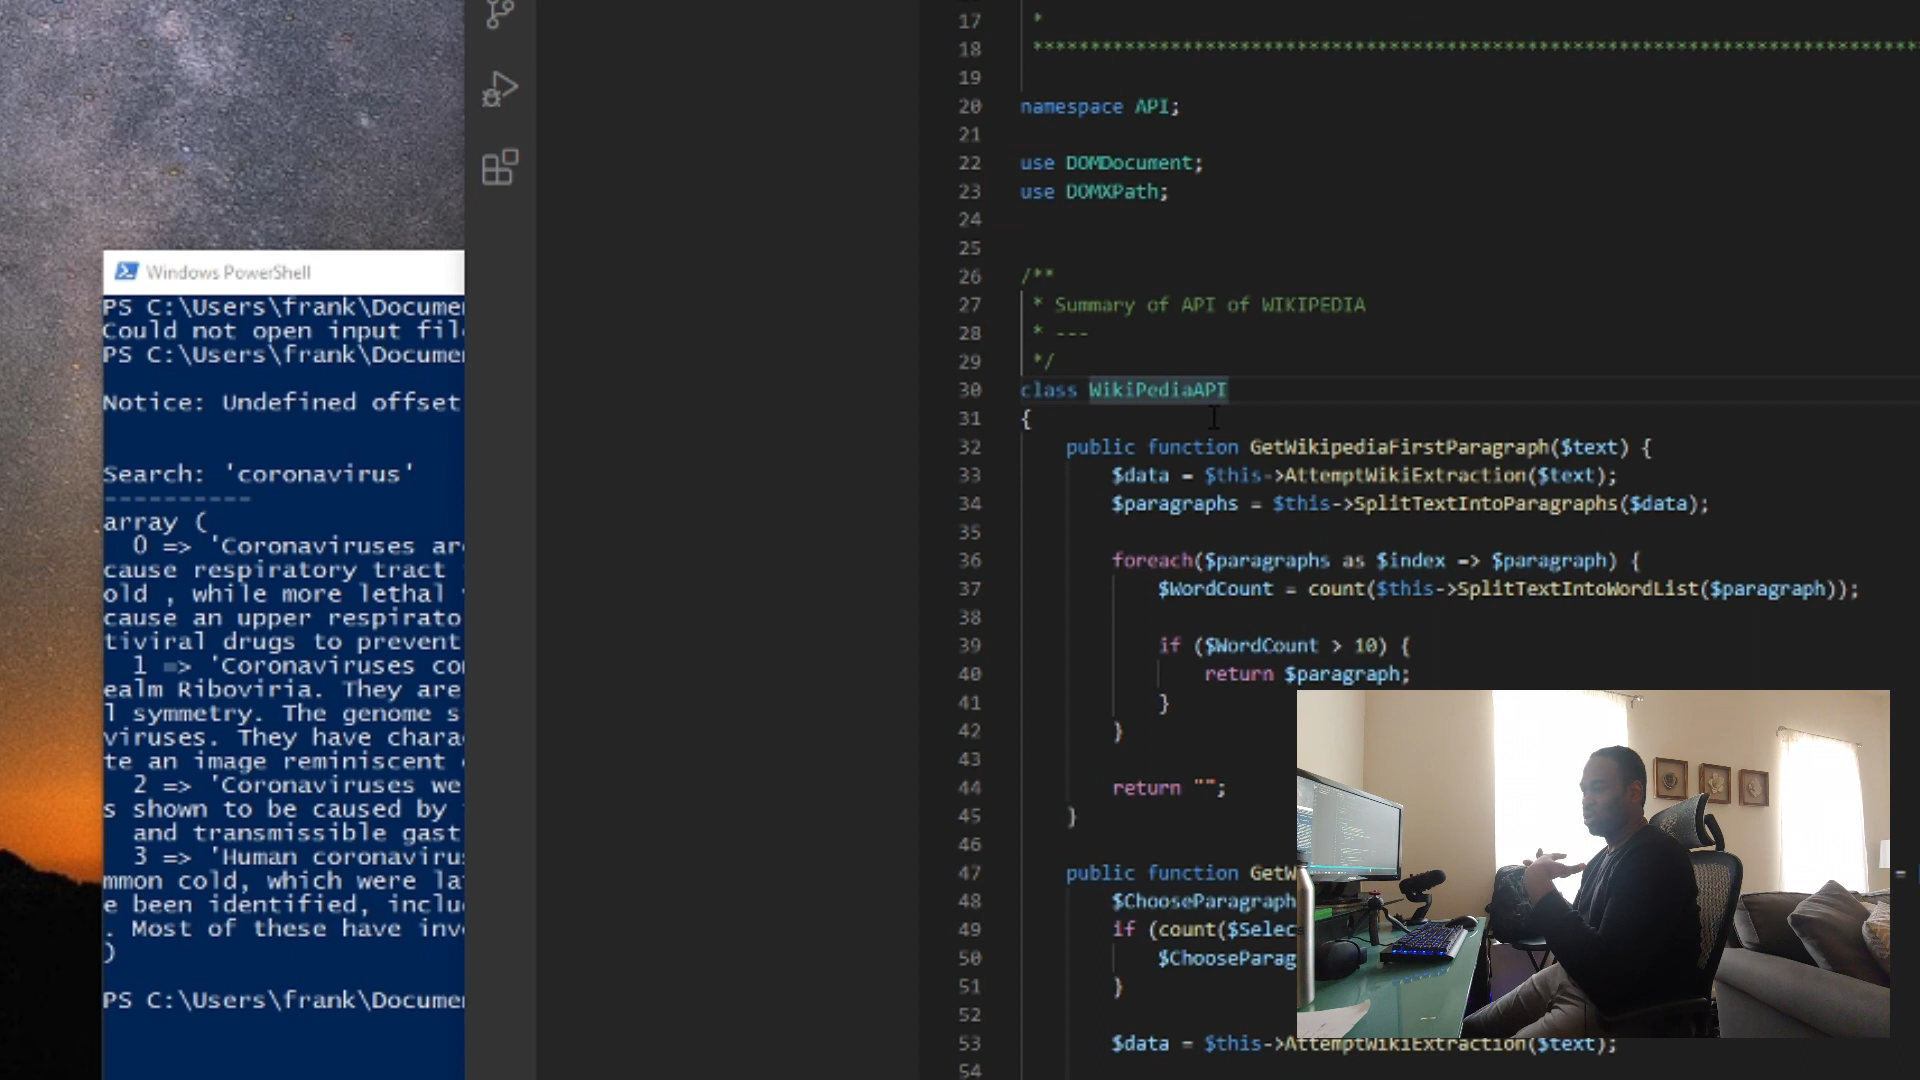 Windows PowerShell
PS C:\Users\frank\Docume
Could not open input fil
PS C:\Users\frank\Docume
Notice: Undefined offset
Search: 'coronavirus'
----------
array (
0 => 'Coronaviruses ar
cause respiratory tract
old , while more lethal
cause an upper respirato
tiviral drugs to prevent
1 => 'Coronaviruses co
ealm Riboviria. They are
l symmetry. The genome s
viruses. They have chara
te an image reminiscent
2 => 'Coronaviruses we
s shown to be caused by
and transmissible gast
3 => 'Human coronavirus
mmon cold, which were la
e been identified, inclu
. Most of these have inv
)
PS C:\Users\frank\Docume
17 *
18 ********************************************************************************
19
20 namespace API;
21
22 use DOMDocument;
23 use DOMXPath;
24
25
26 /**
27 * Summary of API of WIKIPEDIA
28 * ---
29 */
30 class WikiPediaAPI
31 {
32 public function GetWikipediaFirstParagraph($text) {
33 $data = $this->AttemptWikiExtraction($text);
34 $paragraphs = $this->SplitTextIntoParagraphs($data);
35
36 foreach($paragraphs as $index => $paragraph) {
37 $WordCount = count($this->SplitTextIntoWordList($paragraph));
38
39 if ($WordCount > 10) {
40 return $paragraph;
41 }
42 }
43
44 return "";
45 }
46
47 public function GetW =
48 $ChooseParagraph
49 if (count($Selec
50 $ChooseParag
51 }
52
53 $data = $this->AttemptWikiExtraction($text);
54